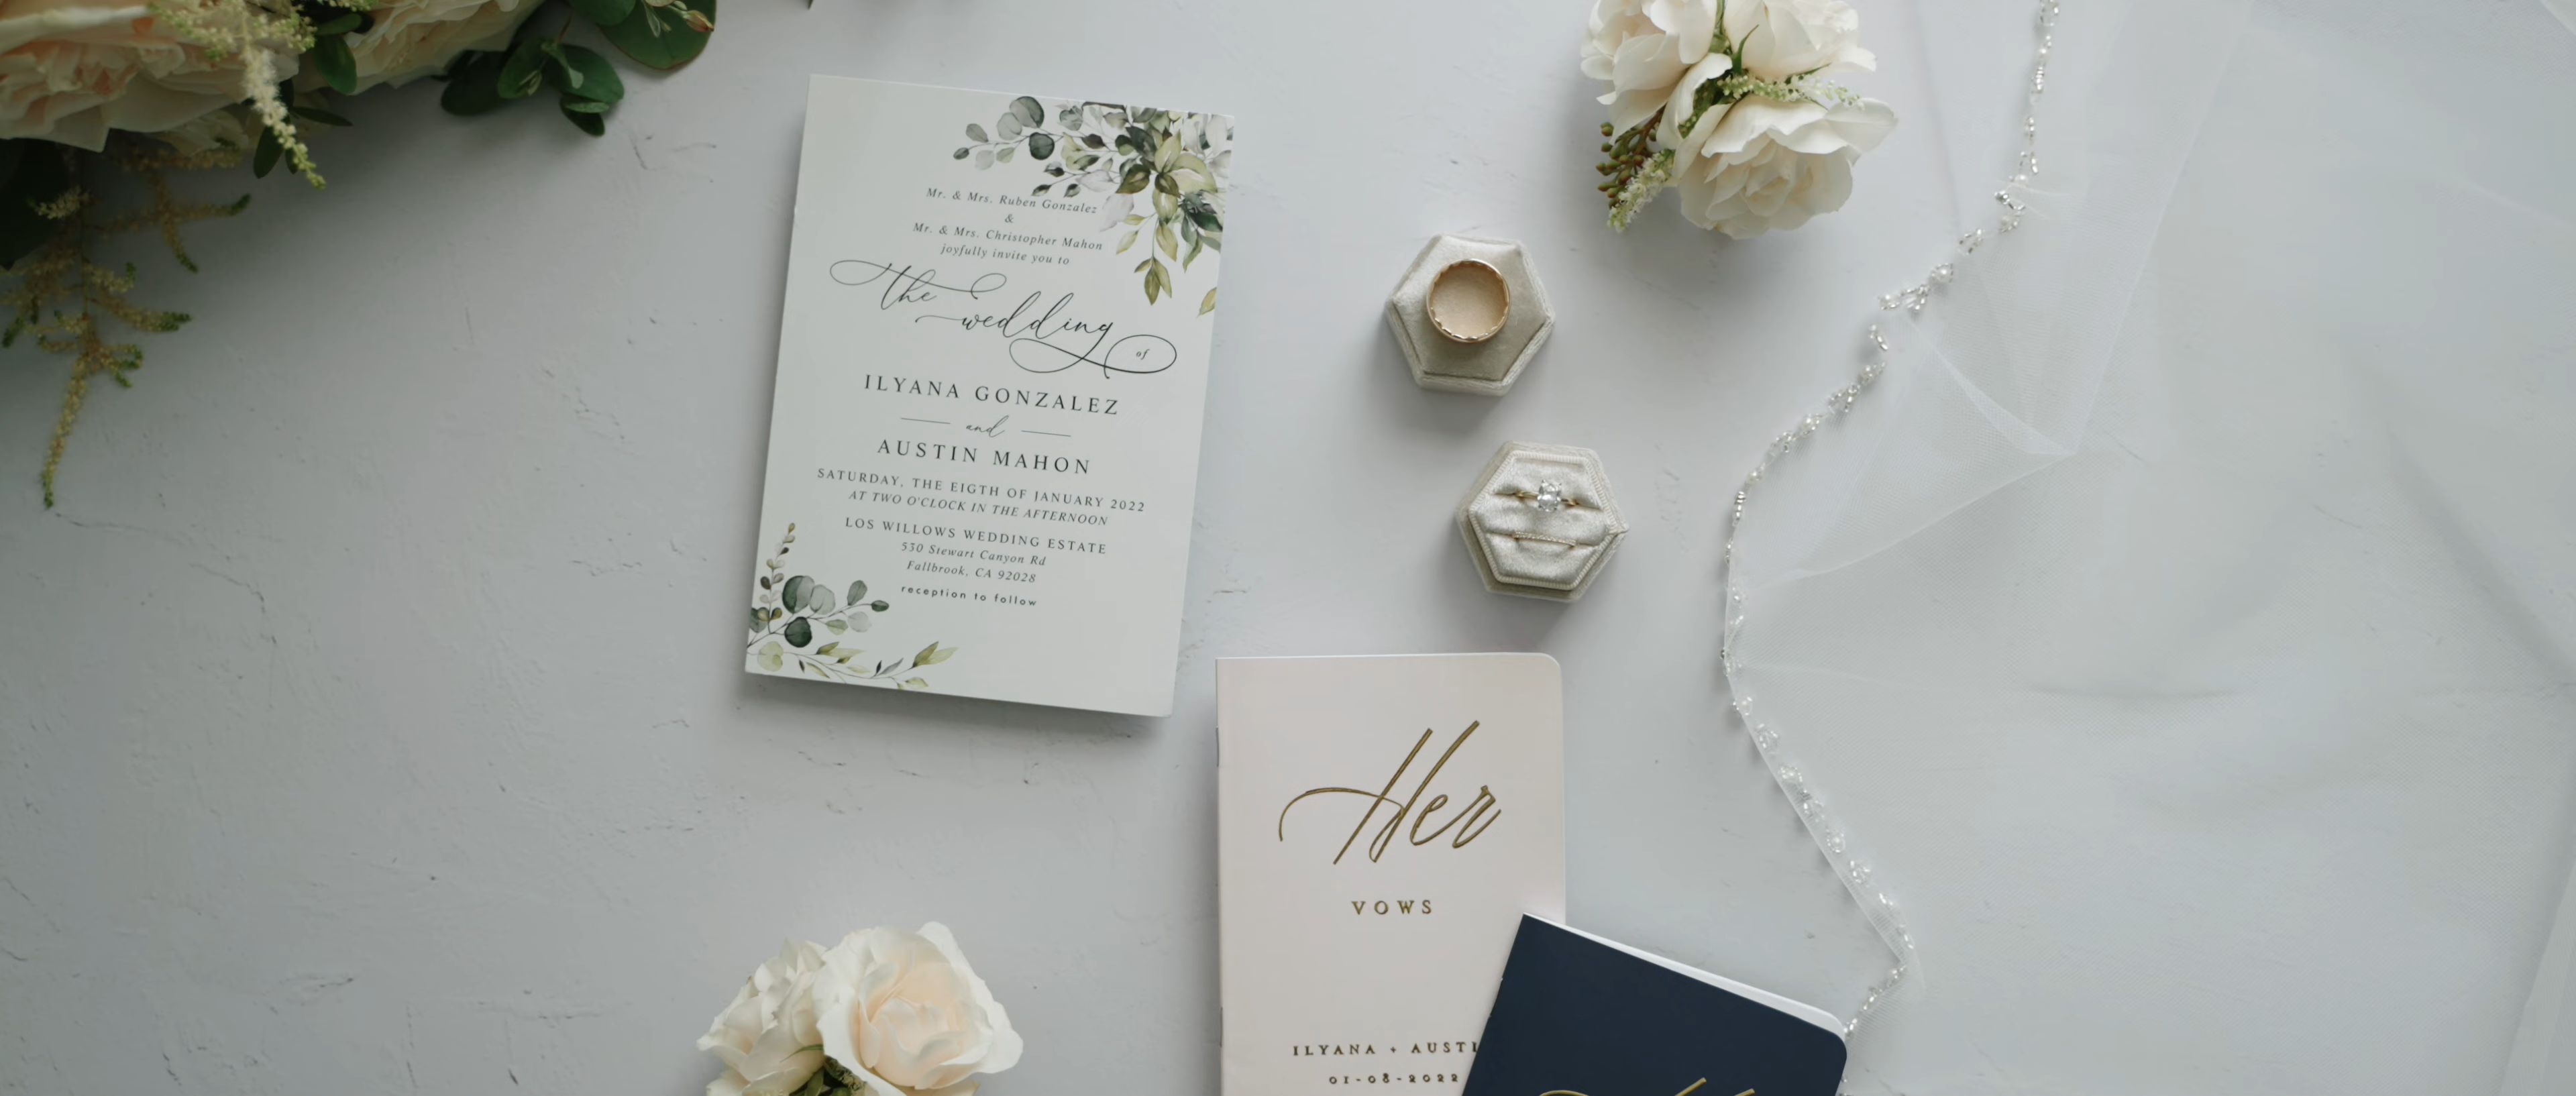 Mr. & Mrs. Ruben Gonzalez
&
Mr. & Mrs. Christopher Mahon
joyfully invite you to
the
wedding
of
ILYANA GONZALEZ
and
AUSTIN MAHON
SATURDAY, THE EIGTH OF JANUARY 2022
AT TWO O'CLOCK IN THE AFTERNOON
LOS WILLOWS WEDDING ESTATE
530 Stewart Canyon Rd
Fallbrook, CA 92028
reception to follow
Her
VOWS
ILYANA + AUSTI
01-08-2022